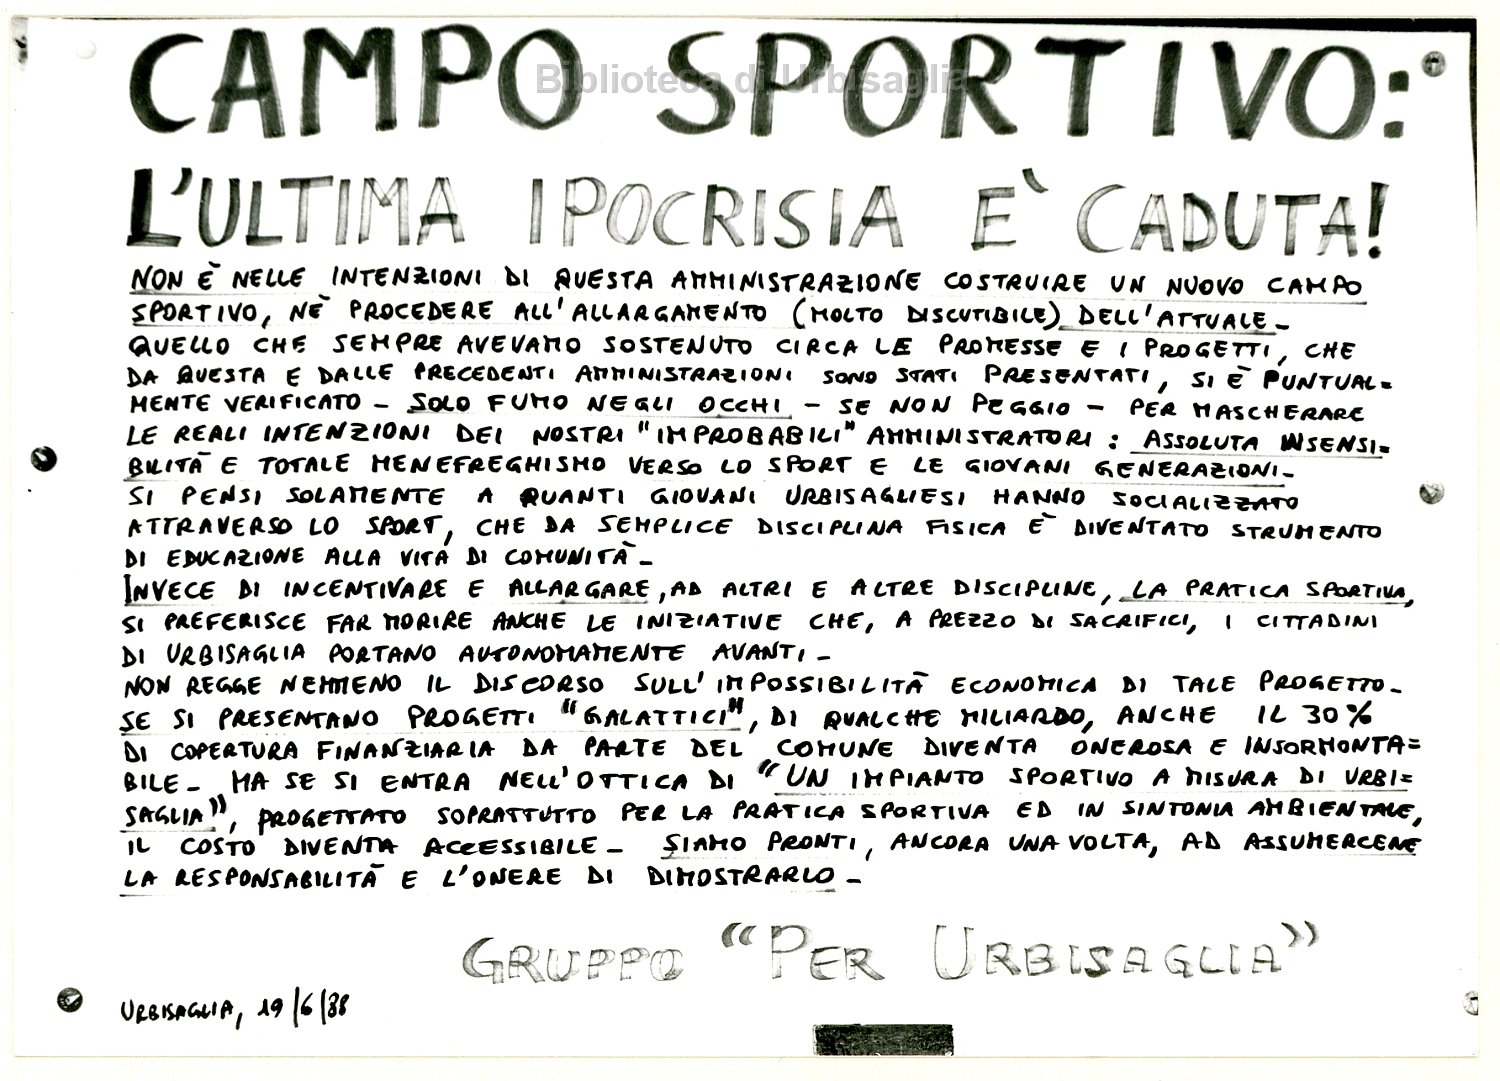 CAMPO SPORTIVO:
Biblioteca di Urbisaglia
L'ULTIMA IPOCRISIA E' CADUTA!
NON È NELLE INTENZIONI DI QUESTA AMMINISTRAZIONE COSTRUIRE UN NUOVO CAMPO
SPORTIVO, NÈ PROCEDERE ALL'ALLARGAMENTO (MOLTO DISCUTIBILE) DELL'ATTUALE_
QUELLO CHE SEMPRE AVEVAMO SOSTENUTO CIRCA LE PROMESSE E I PROGETTI, CHE
DA QUESTA E DALLE PRECEDENTI AMMINISTRAZIONI SONO STATI PRESENTATI, SI È PUNTUAL=
MENTE VERIFICATO - SOLO FUMO NEGLI OCCHI - SE NON PEGGIO - PER MASCHERARE
LE REALI INTENZIONI DEI NOSTRI "IMPROBABILI" AMMINISTRATORI: ASSOLUTA INSENSI=
BILITÀ E TOTALE MENEFREGHISMO VERSO LO SPORT E LE GIOVANI GENERAZIONI_
SI PENSI SOLAMENTE A QUANTI GIOVANI URBISAGLIESI HANNO SOCIALIZZATO
ATTRAVERSO LO SPORT, CHE DA SEMPLICE DISCIPLINA FISICA È DIVENTATO STRUMENTO
DI EDUCAZIONE ALLA VITA DI COMUNITÀ_
INVECE DI INCENTIVARE E ALLARGARE, AD ALTRI E ALTRE DISCIPLINE, LA PRATICA SPORTIVA,
SI PREFERISCE FAR MORIRE ANCHE LE INIZIATIVE CHE, A PREZZO DI SACRIFICI, I CITTADINI
DI URBISAGLIA PORTANO AUTONOMAMENTE AVANTI_
NON REGGE NEMMENO IL DISCORSO SULL'IMPOSSIBILITÀ ECONOMICA DI TALE PROGETTO_
SE SI PRESENTANO PROGETTI "GALATTICI", DI QUALCHE MILIARDO, ANCHE IL 30%
DI COPERTURA FINANZIARIA DA PARTE DEL COMUNE DIVENTA ONEROSA E INSORMONTA=
BILE_ MA SE SI ENTRA NELL'OTTICA DI "UN IMPIANTO SPORTIVO A MISURA DI URBI=
SAGLIA", PROGETTATO SOPRATTUTTO PER LA PRATICA SPORTIVA ED IN SINTONIA AMBIENTALE,
IL COSTO DIVENTA ACCESSIBILE_ SIAMO PRONTI, ANCORA UNA VOLTA, AD ASSUMERCENE
LA RESPONSABILITÀ E L'ONERE DI DIMOSTRARLO_
GRUPPO "PER URBISAGLIA"
URBISAGLIA, 19/6/88